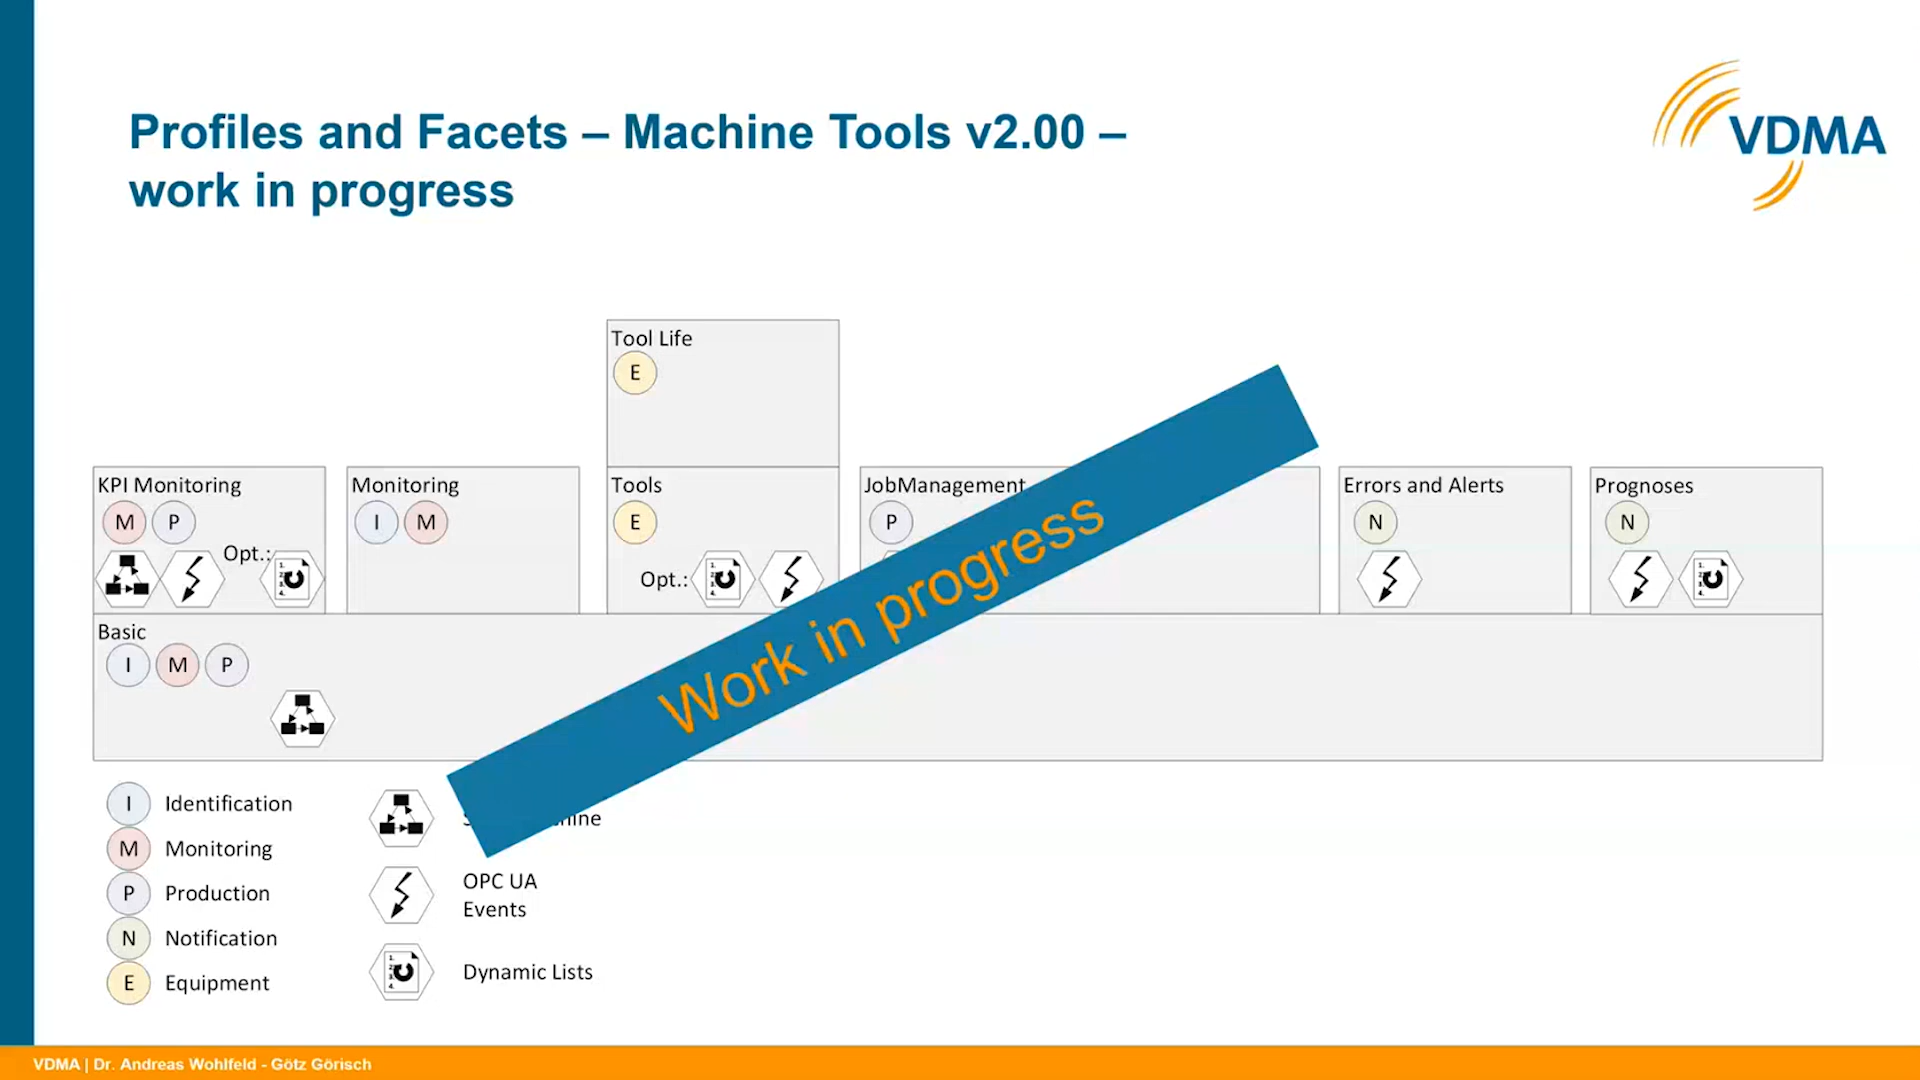 Profiles and Facets – Machine Tools v2.00 –
work in progress
VDMA
Tool Life
E
KPI Monitoring
M P
Opt.:
Monitoring
I M
Tools
E
Opt.:
JobManagement
P
Errors and Alerts
N
Prognoses
N
Basic
I M P
Work in progress
I Identification
M Monitoring
P Production
N Notification
E Equipment
OPC UA
Events
Dynamic Lists
VDMA | Dr. Andreas Wohlfeld - Götz Görisch